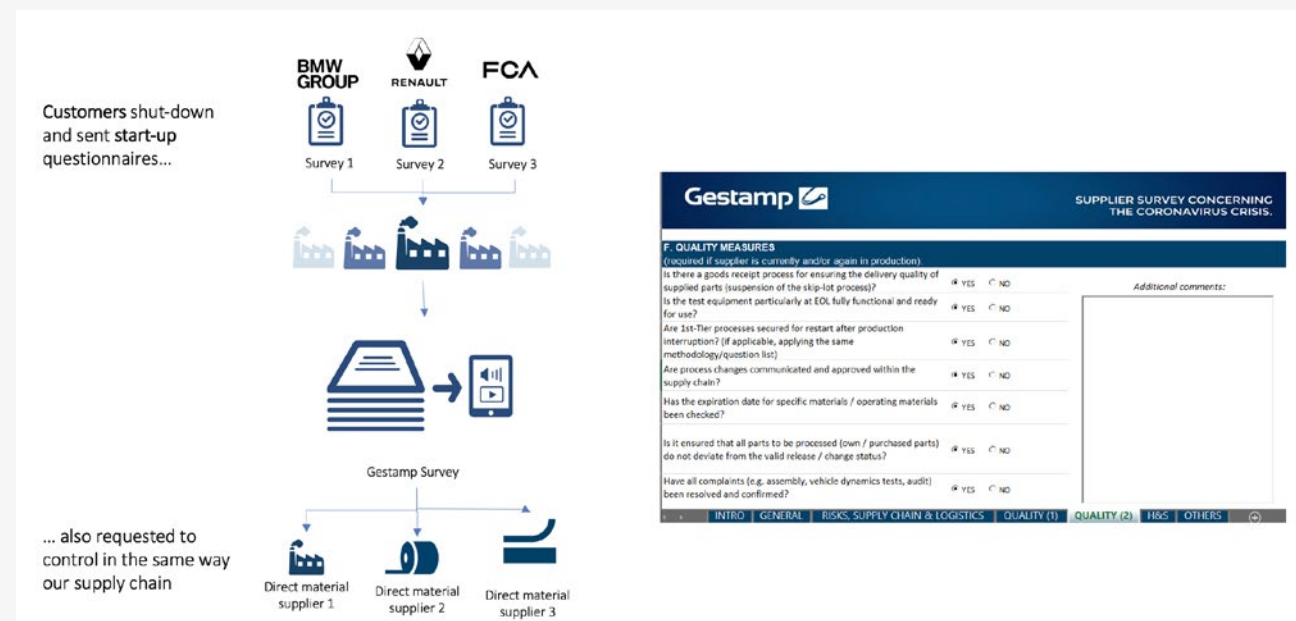 BMW
GROUP
RENAULT
FCA
Customers shut-down
and sent start-up
questionnaires...
Survey 1
Survey 2
Survey 3
Gestamp Survey
... also requested to
control in the same way
our supply chain
Direct material
supplier 1
Direct material
supplier 2
Direct material
supplier 3
Gestamp
SUPPLIER SURVEY CONCERNING
THE CORONAVIRUS CRISIS.
F. QUALITY MEASURES
(required if supplier is currently and/or again in production)
Is there a goods receipt process for ensuring the delivery quality of
supplied parts (suspension of the skip-lot process)?
YES NO
Additional comments:
Is the test equipment particularly at EOL fully functional and ready
for use?
YES NO
Are 1st-Tier processes secured for restart after production
interruption? (if applicable, applying the same
methodology/question list)
YES NO
Are process changes communicated and approved within the
supply chain?
YES NO
Has the expiration date for specific materials / operating materials
been checked?
YES NO
Is it ensured that all parts to be processed (own / purchased parts)
do not deviate from the valid release / change status?
YES NO
Have all complaints (e.g. assembly, vehicle dynamics tests, audit)
been resolved and confirmed?
YES NO
INTRO GENERAL RISKS, SUPPLY CHAIN & LOGISTICS QUALITY (1) QUALITY (2) H&S OTHERS